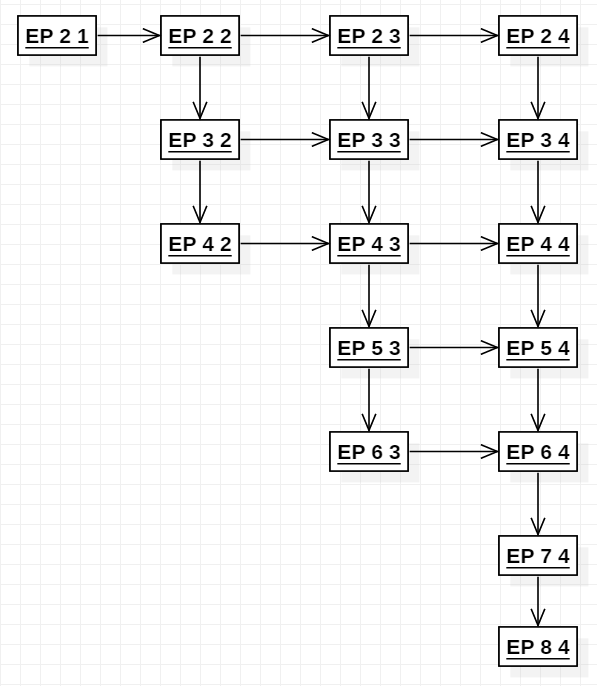 EP 2 1
EP 2 2
EP 2 3
EP 2 4
EP 3 2
EP 3 3
EP 3 4
EP 4 2
EP 4 3
EP 4 4
EP 5 3
EP 5 4
EP 6 3
EP 6 4
EP 7 4
EP 8 4